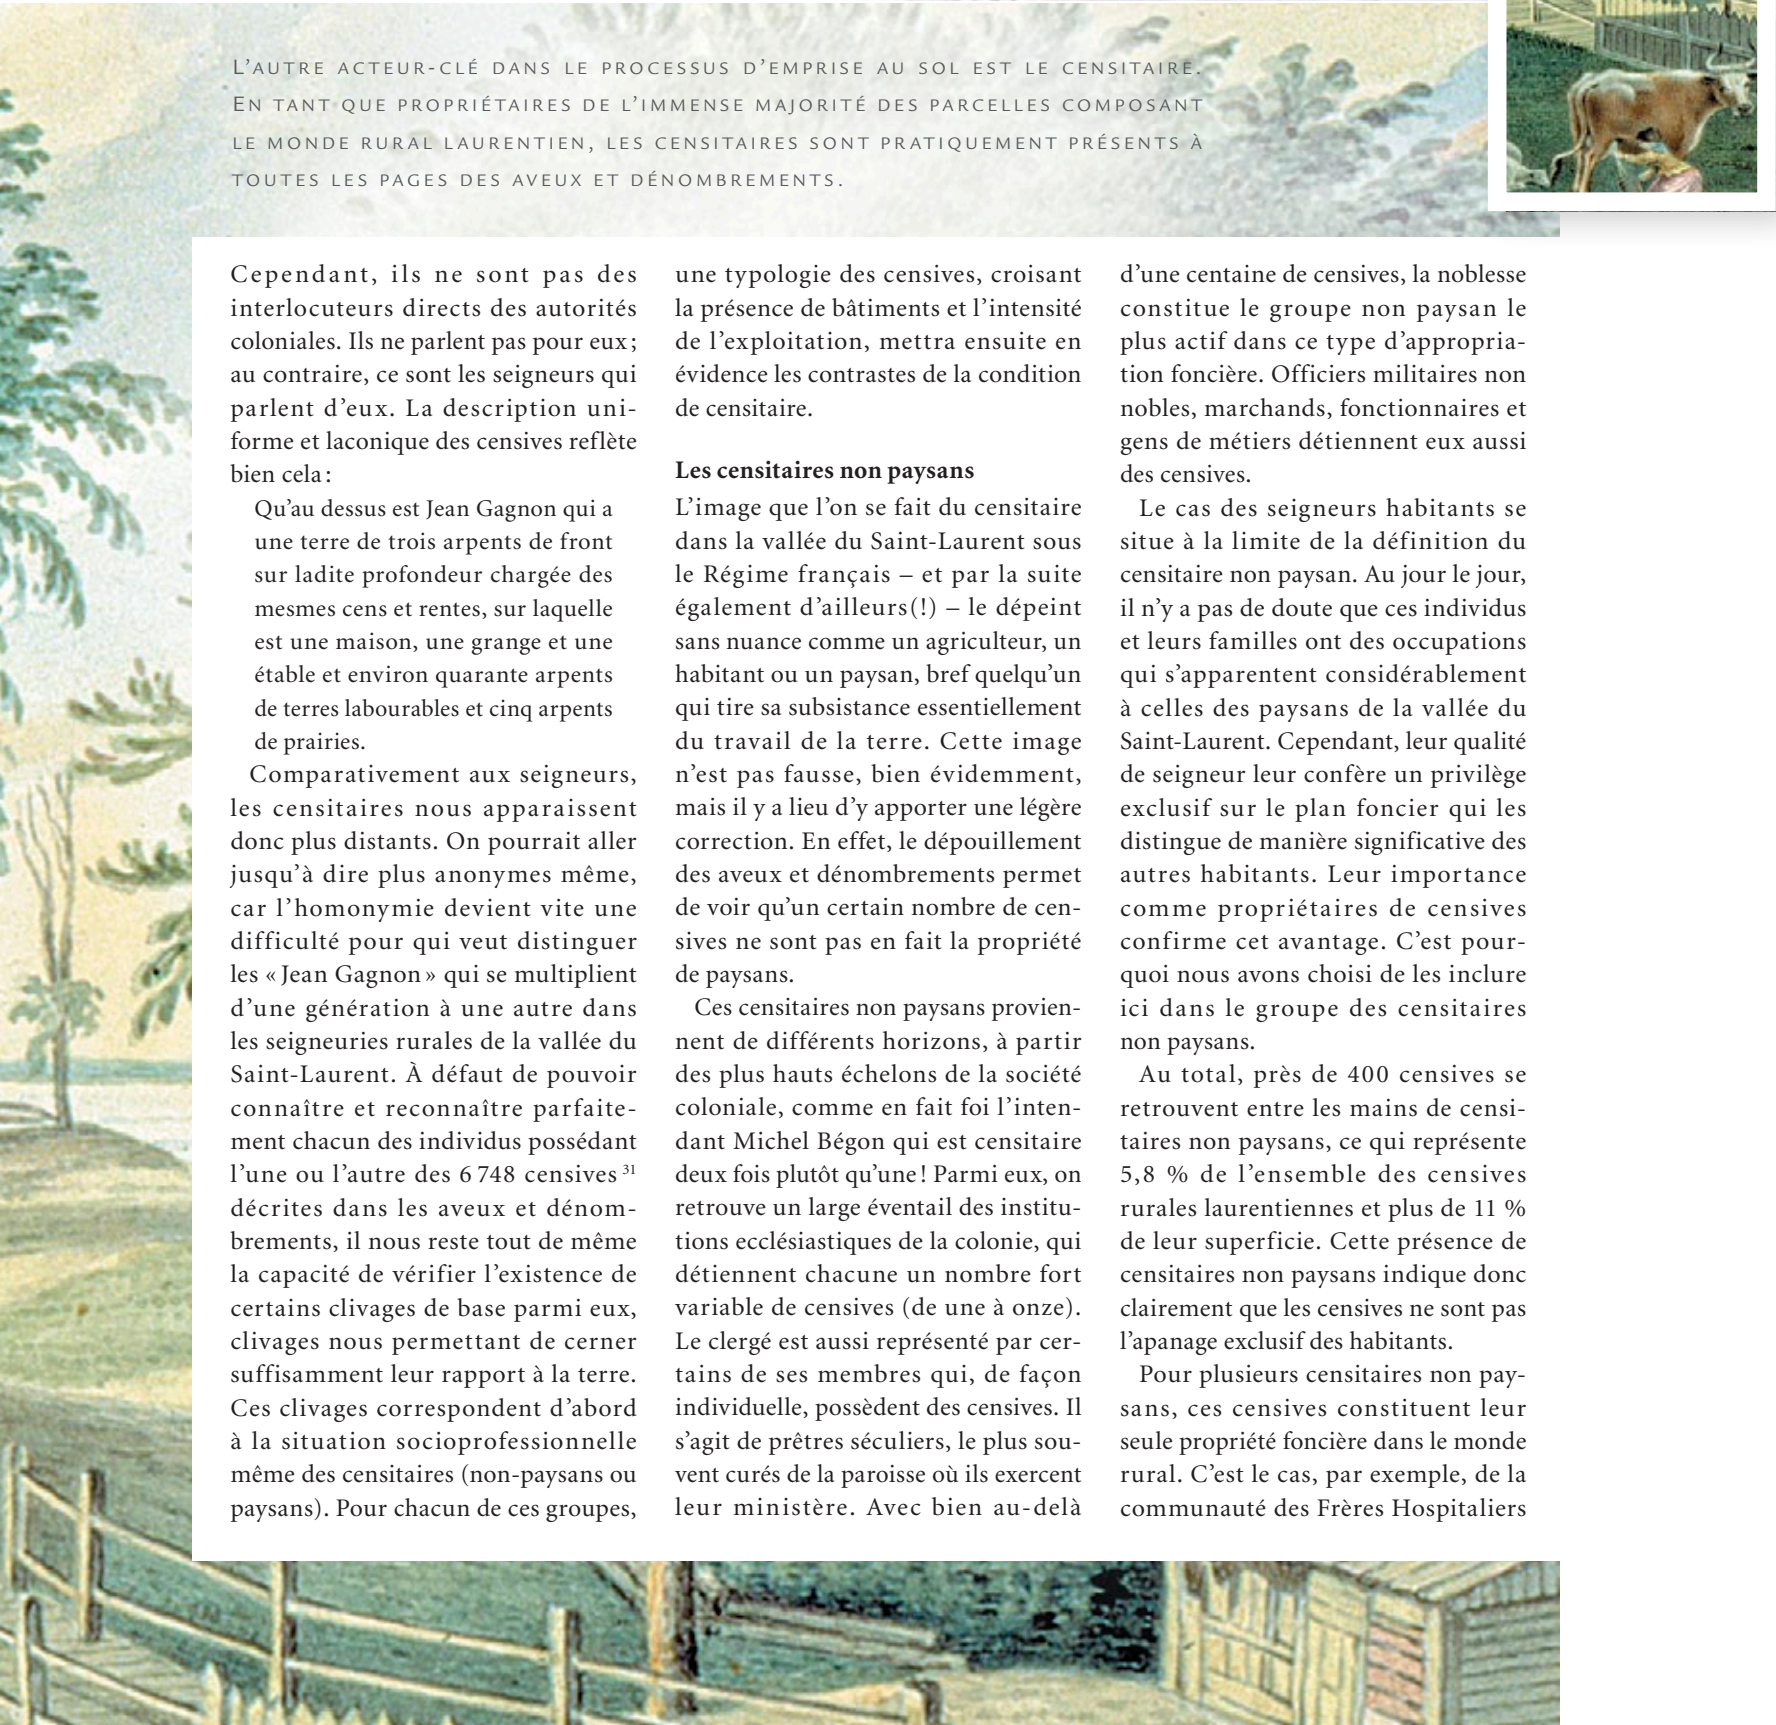 L'AUTRE ACTEUR-CLÉ DANS LE PROCESSUS D'EMPRISE AU SOL EST LE CENSITAIRE.
EN TANT QUE PROPRIÉTAIRES DE L'IMMENSE MAJORITÉ DES PARCELLES COMPOSANT
LE MONDE RURAL LAURENTIEN, LES CENSITAIRES SONT PRATIQUEMENT PRÉSENTS À
TOUTES LES PAGES DES AVEUX ET DÉNOMBREMENTS.
Cependant, ils ne sont pas des
interlocuteurs directs des autorités
coloniales. Ils ne parlent pas pour eux;
au contraire, ce sont les seigneurs qui
parlent d'eux. La description uni-
forme et laconique des censives reflète
bien cela :
Qu'au dessus est Jean Gagnon qui a
une terre de trois arpents de front
sur ladite profondeur chargée des
mesmes cens et rentes, sur laquelle
est une maison, une grange et une
étable et environ quarante arpents
de terres labourables et cinq arpents
de prairies.
Comparativement aux seigneurs,
les censitaires nous apparaissent
donc plus distants. On pourrait aller
jusqu'à dire plus anonymes même,
car l'homonymie devient vite une
difficulté pour qui veut distinguer
les « Jean Gagnon » qui se multiplient
d'une génération à une autre dans
les seigneuries rurales de la vallée du
Saint-Laurent. À défaut de pouvoir
connaître et reconnaître parfaite-
ment chacun des individus possédant
l'une ou l'autre des 6 748 censives 31
décrites dans les aveux et dénom-
brements, il nous reste tout de même
la capacité de vérifier l'existence de
certains clivages de base parmi eux,
clivages nous permettant de cerner
suffisamment leur rapport à la terre.
Ces clivages correspondent d'abord
à la situation socioprofessionnelle
même des censitaires (non-paysans ou
paysans). Pour chacun de ces groupes,
une typologie des censives, croisant
la présence de bâtiments et l'intensité
de l'exploitation, mettra ensuite en
évidence les contrastes de la condition
de censitaire.
Les censitaires non paysans
L'image que l'on se fait du censitaire
dans la vallée du Saint-Laurent sous
le Régime français – et par la suite
également d'ailleurs(!) – le dépeint
sans nuance comme un agriculteur, un
habitant ou un paysan, bref quelqu'un
qui tire sa subsistance essentiellement
du travail de la terre. Cette image
n'est pas fausse, bien évidemment,
mais il y a lieu d'y apporter une légère
correction. En effet, le dépouillement
des aveux et dénombrements permet
de voir qu'un certain nombre de cen-
sives ne sont pas en fait la propriété
de paysans.
Ces censitaires non paysans provien-
nent de différents horizons, à partir
des plus hauts échelons de la société
coloniale, comme en fait foi l'inten-
dant Michel Bégon qui est censitaire
deux fois plutôt qu'une! Parmi eux, on
retrouve un large éventail des institu-
tions ecclésiastiques de la colonie, qui
détiennent chacune un nombre fort
variable de censives (de une à onze).
Le clergé est aussi représenté par cer-
tains de ses membres qui, de façon
individuelle, possèdent des censives. Il
s'agit de prêtres séculiers, le plus sou-
vent curés de la paroisse où ils exercent
leur ministère. Avec bien au-delà
d'une centaine de censives, la noblesse
constitue le groupe non paysan le
plus actif dans ce type d'appropria-
tion foncière. Officiers militaires non
nobles, marchands, fonctionnaires et
gens de métiers détiennent eux aussi
des censives.
Le cas des seigneurs habitants se
situe à la limite de la définition du
censitaire non paysan. Au jour le jour,
il n'y a pas de doute que ces individus
et leurs familles ont des occupations
qui s'apparentent considérablement
à celles des paysans de la vallée du
Saint-Laurent. Cependant, leur qualité
de seigneur leur confère un privilège
exclusif sur le plan foncier qui les
distingue de manière significative des
autres habitants. Leur importance
comme propriétaires de censives
confirme cet avantage. C'est pour-
quoi nous avons choisi de les inclure
ici dans le groupe des censitaires
non paysans.
Au total, près de 400 censives se
retrouvent entre les mains de censi-
taires non paysans, ce qui représente
5,8 % de l'ensemble des censives
rurales laurentiennes et plus de 11 %
de leur superficie. Cette présence de
censitaires non paysans indique donc
clairement que les censives ne sont pas
l'apanage exclusif des habitants.
Pour plusieurs censitaires non pay-
sans, ces censives constituent leur
seule propriété foncière dans le monde
rural. C'est le cas, par exemple, de la
communauté des Frères Hospitaliers